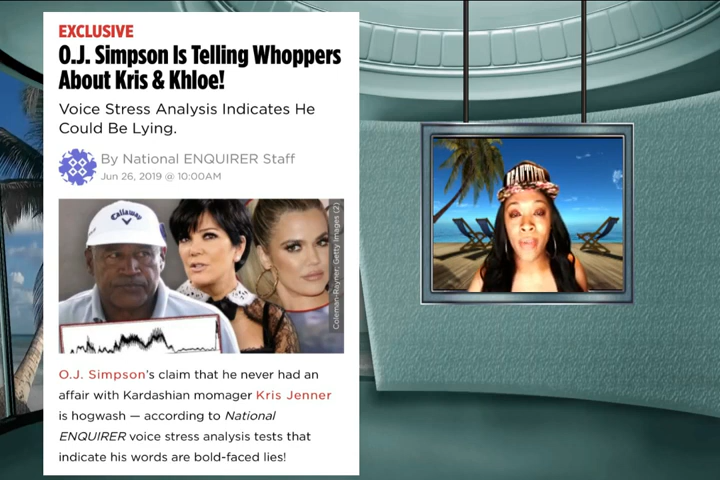 EXCLUSIVE
O.J. Simpson Is Telling Whoppers
About Kris & Khloe!
Voice Stress Analysis Indicates He
Could Be Lying.
By National ENQUIRER Staff
Jun 26, 2019 @ 10:00AM
Callaway
Coleman-Rayner; Getty Images (2)
O.J. Simpson's claim that he never had an
affair with Kardashian momager Kris Jenner
is hogwash — according to National
ENQUIRER voice stress analysis tests that
indicate his words are bold-faced lies!